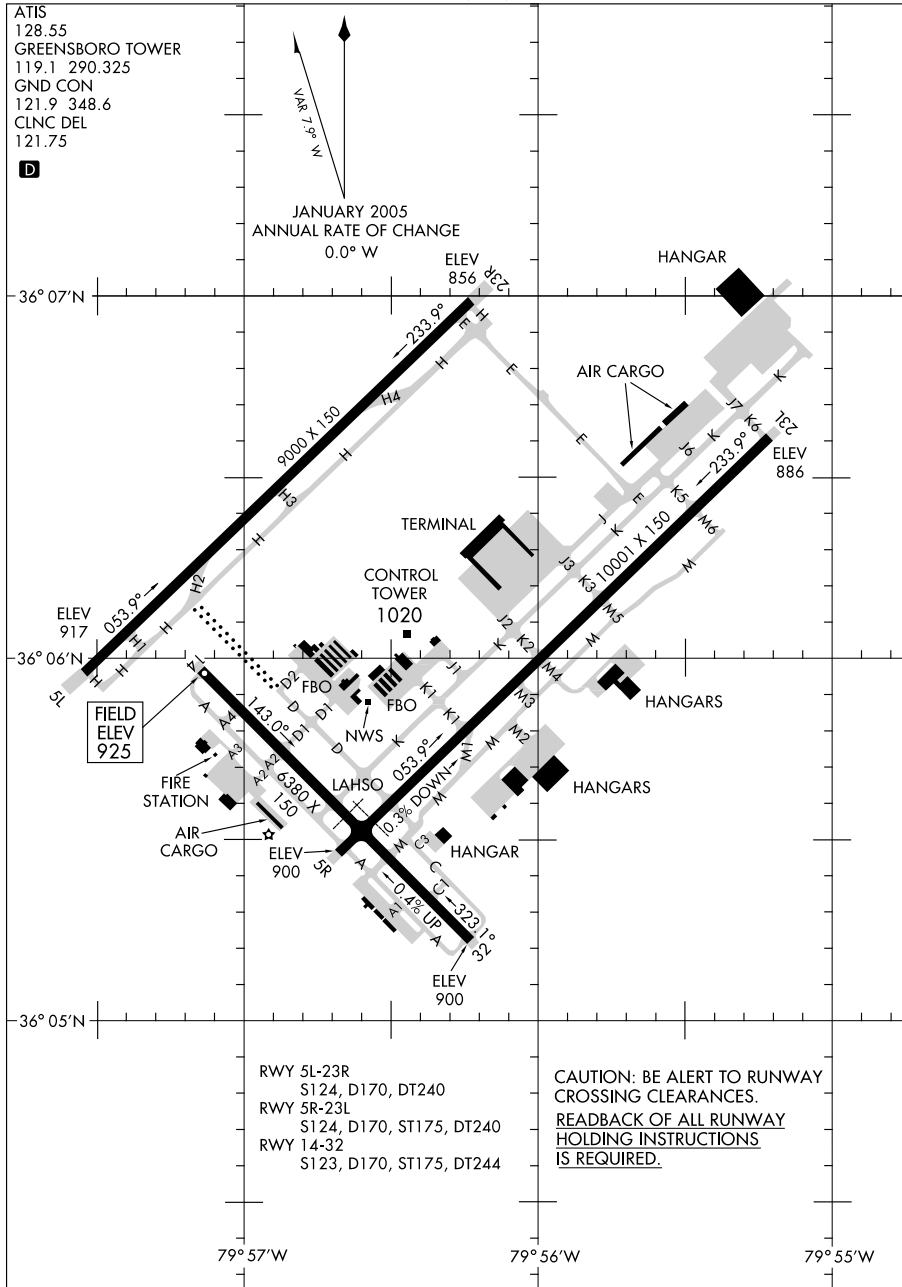 ATIS
128.55
GREENSBORO TOWER
119.1 290.325
GND CON
121.9 348.6
CLNC DEL
121.75
D
VAR 7.9° W
JANUARY 2005
ANNUAL RATE OF CHANGE
0.0° W
ELEV
856
23R
HANGAR
36° 07'N
H
E
233.9°
E
H
H4
E
AIR CARGO
K
J7
K6
23L
9000 X 150
H
K
J6
233.9°
ELEV
886
H3
E
K5
J
K
M6
H
TERMINAL
10001 X 150
M
J3
K3
H2
CONTROL
TOWER
1020
M5
053.9°
J2
K2
M
ELEV
917
H
H1
K
36° 06'N
H
H
5L
14
D2
FBO
J1
M4
FBO
K1
M3
HANGARS
FIELD
ELEV
925
A
A4
143.0°
D
D1
D1
NWS
K1
M2
M
A3
D
K
053.9°
M1
FIRE
STATION
A2
A2
6380 X
150
LAHSO
0.3% DOWN
M
HANGARS
AIR
CARGO
ELEV
900
5R
A
M
C3
HANGAR
C
C1
0.4% UP
A1
323.1°
A
32
ELEV
900
36° 05'N
RWY 5L-23R
S124, D170, DT240
RWY 5R-23L
S124, D170, ST175, DT240
RWY 14-32
S123, D170, ST175, DT244
CAUTION: BE ALERT TO RUNWAY
CROSSING CLEARANCES.
READBACK OF ALL RUNWAY
HOLDING INSTRUCTIONS
IS REQUIRED.
79° 57'W
79° 56'W
79° 55'W